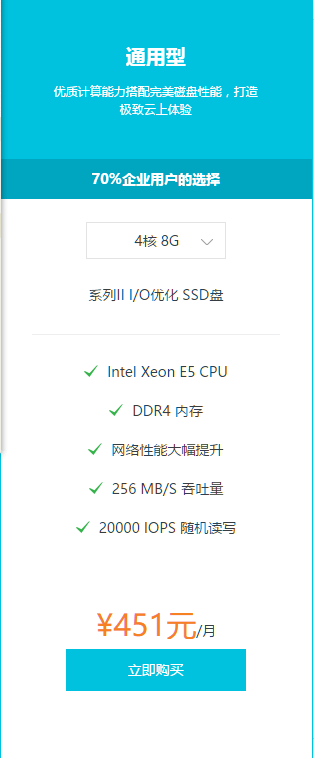 通用型
优质计算能力搭配完美磁盘性能，打造
极致云上体验
70%企业用户的选择
4核 8G
系列II I/O优化 SSD盘
Intel Xeon E5 CPU
DDR4 内存
网络性能大幅提升
256 MB/S 吞吐量
20000 IOPS 随机读写
¥451元/月
立即购买